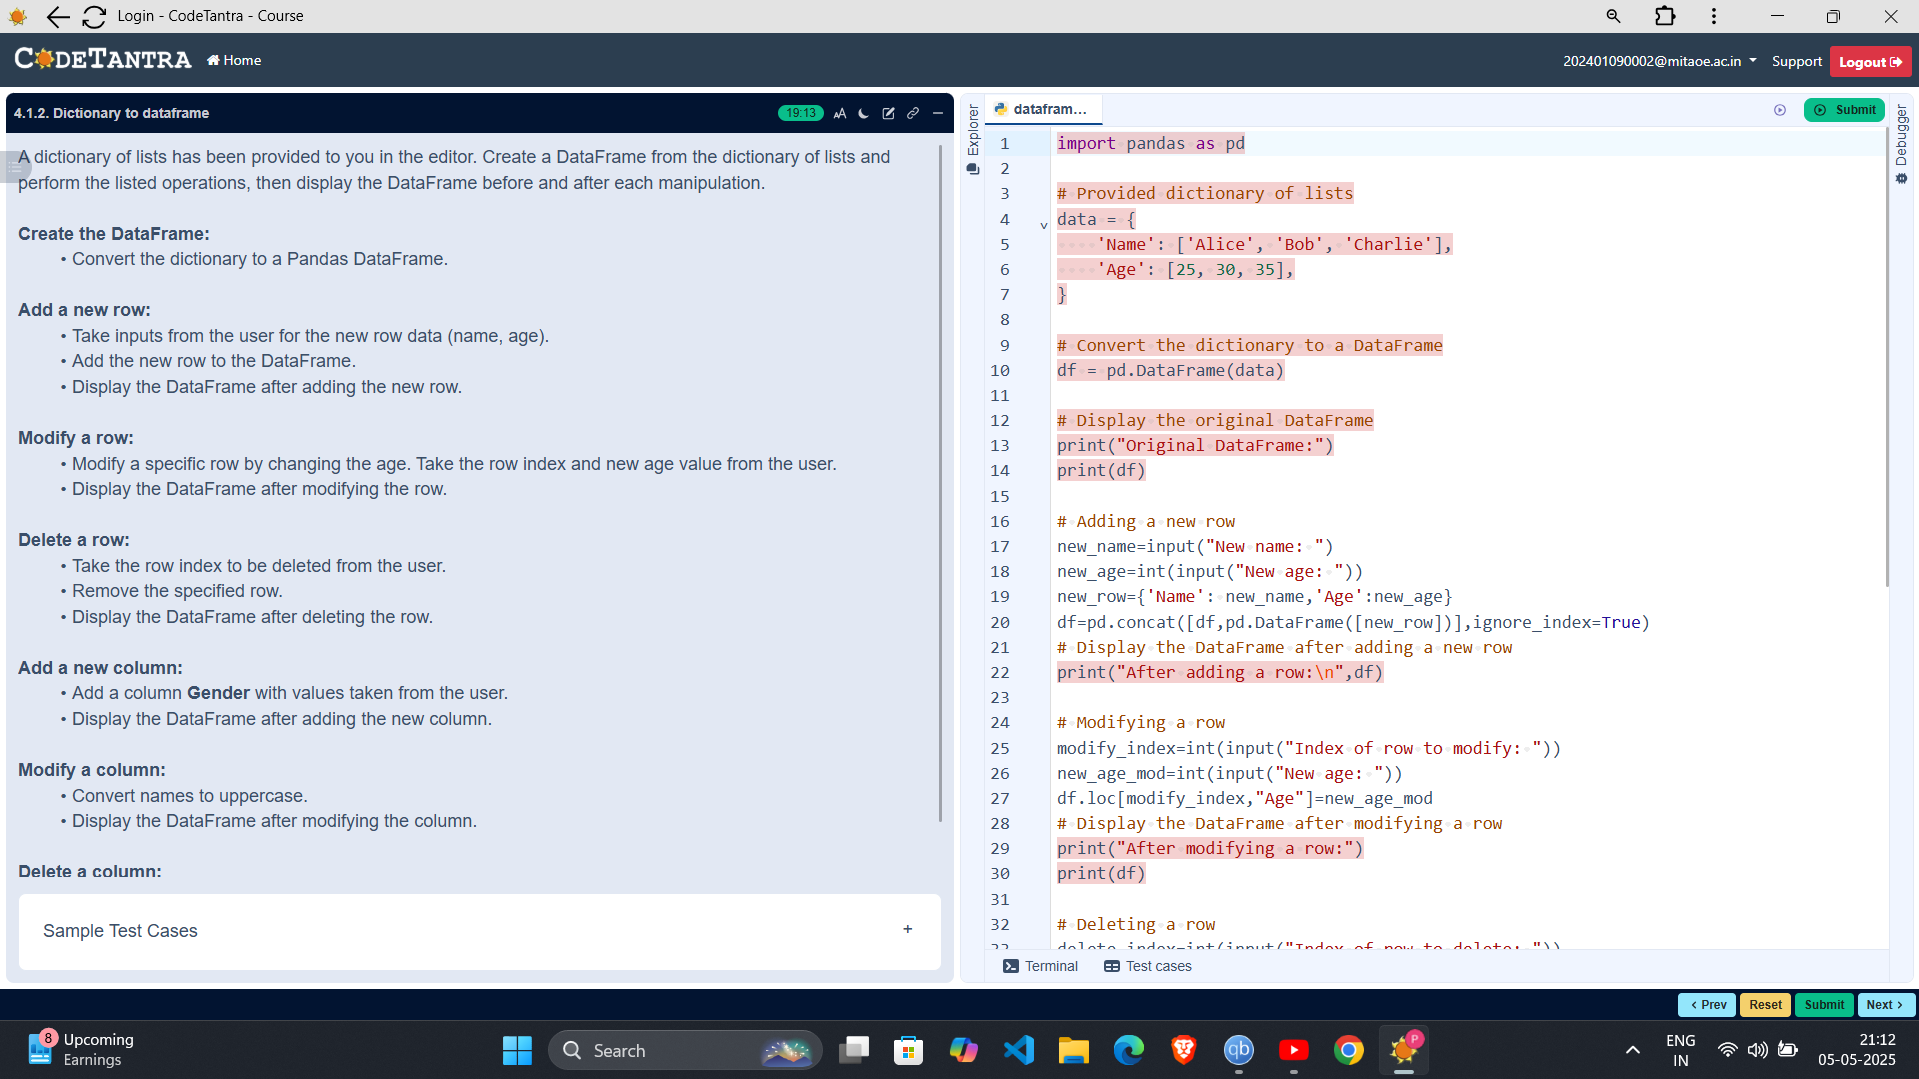 Login - CodeTantra - Course
CODETANTRA
Home
202401090002@mitaoe.ac.in
Support
Logout
4.1.2. Dictionary to dataframe
19:13
A dictionary of lists has been provided to you in the editor. Create a DataFrame from the dictionary of lists and
perform the listed operations, then display the DataFrame before and after each manipulation.
Create the DataFrame:
• Convert the dictionary to a Pandas DataFrame.
Add a new row:
• Take inputs from the user for the new row data (name, age).
• Add the new row to the DataFrame.
• Display the DataFrame after adding the new row.
Modify a row:
• Modify a specific row by changing the age. Take the row index and new age value from the user.
• Display the DataFrame after modifying the row.
Delete a row:
• Take the row index to be deleted from the user.
• Remove the specified row.
• Display the DataFrame after deleting the row.
Add a new column:
• Add a column Gender with values taken from the user.
• Display the DataFrame after adding the new column.
Modify a column:
• Convert names to uppercase.
• Display the DataFrame after modifying the column.
Delete a column:
Sample Test Cases +
Explorer
datafram...
Submit
Debugger
1 import pandas as pd
2
3 # Provided dictionary of lists
4 data = {
5 'Name': ['Alice', 'Bob', 'Charlie'],
6 'Age': [25, 30, 35],
7 }
8
9 # Convert the dictionary to a DataFrame
10 df = pd.DataFrame(data)
11
12 # Display the original DataFrame
13 print("Original DataFrame:")
14 print(df)
15
16 # Adding a new row
17 new_name=input("New name: ")
18 new_age=int(input("New age: "))
19 new_row={'Name': new_name,'Age':new_age}
20 df=pd.concat([df,pd.DataFrame([new_row])],ignore_index=True)
21 # Display the DataFrame after adding a new row
22 print("After adding a row:\n",df)
23
24 # Modifying a row
25 modify_index=int(input("Index of row to modify: "))
26 new_age_mod=int(input("New age: "))
27 df.loc[modify_index,"Age"]=new_age_mod
28 # Display the DataFrame after modifying a row
29 print("After modifying a row:")
30 print(df)
31
32 # Deleting a row
33 delete_index=int(input("Index of row to delete: "))
Terminal
Test cases
< Prev
Reset
Submit
Next >
8
Upcoming
Earnings
Search
qb
P
ENG
IN
21:12
05-05-2025